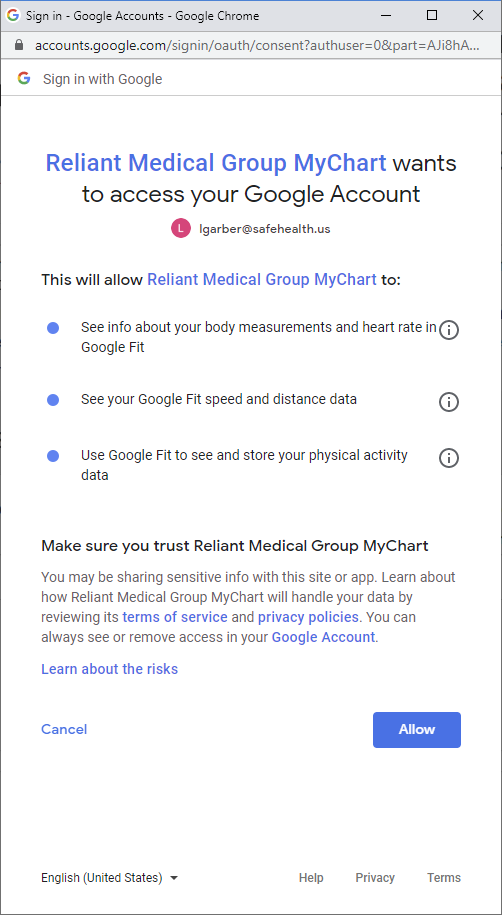 Sign in - Google Accounts - Google Chrome
accounts.google.com/signin/oauth/consent?authuser=0&part=AJi8hA...
Sign in with Google
Reliant Medical Group MyChart wants
to access your Google Account
L lgarber@safehealth.us
This will allow Reliant Medical Group MyChart to:
See info about your body measurements and heart rate in
Google Fit
See your Google Fit speed and distance data
Use Google Fit to see and store your physical activity
data
Make sure you trust Reliant Medical Group MyChart
You may be sharing sensitive info with this site or app. Learn about
how Reliant Medical Group MyChart will handle your data by
reviewing its terms of service and privacy policies. You can
always see or remove access in your Google Account.
Learn about the risks
Cancel Allow
English (United States) Help Privacy Terms